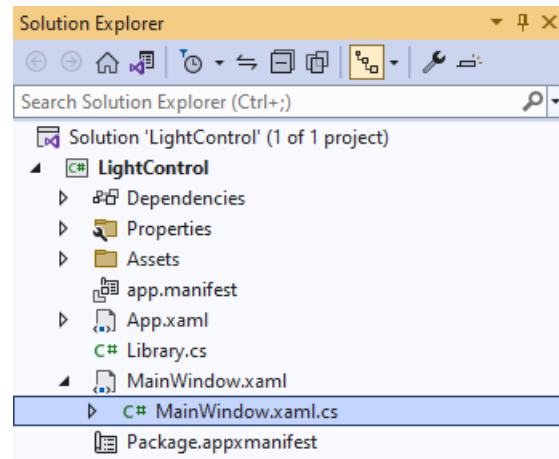 Solution Explorer
Search Solution Explorer (Ctrl+;)
Solution 'LightControl' (1 of 1 project)
C# LightControl
Dependencies
Properties
Assets
app.manifest
App.xaml
C# Library.cs
MainWindow.xaml
C# MainWindow.xaml.cs
Package.appxmanifest